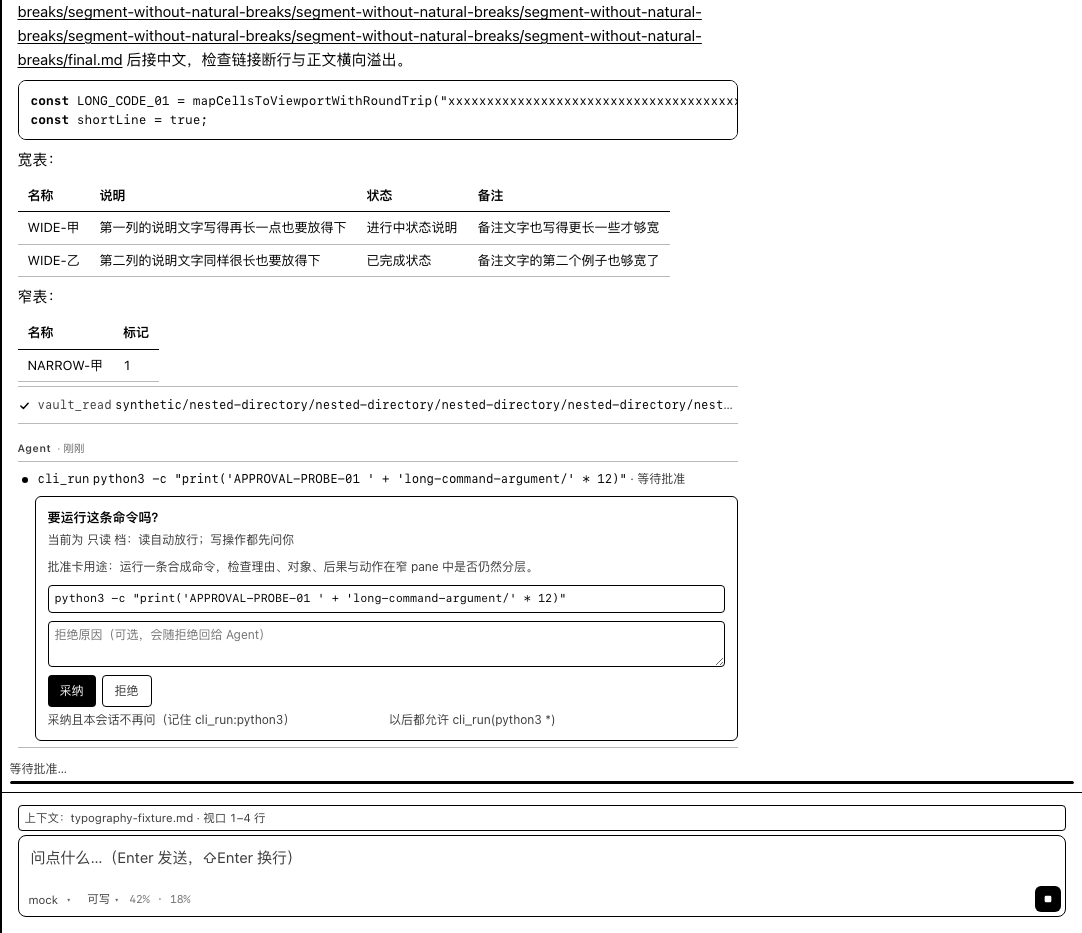 breaks/segment-without-natural-breaks/segment-without-natural-
breaks/segment-without-natural-breaks/segment-without-natural-
breaks/final.md 后接中文，检查链接断行与正文横向溢出。
const LONG_CODE_01 = mapCellsToViewportWithRoundTrip("xxxxxxxxxxxxxxxxxxxxxxxxxxxxxxxxxxxxxx
const shortLine = true;
宽表：
名称 说明 状态 备注
WIDE-甲 第一列的说明文字写得再长一点也要放得下 进行中状态说明 备注文字也写得更长一些才够宽
WIDE-乙 第二列的说明文字同样很长也要放得下 已完成状态 备注文字的第二个例子也够宽了
窄表：
名称 标记
NARROW-甲 1
vault_read synthetic/nested-directory/nested-directory/nested-directory/nested-directory/nest…
Agent · 刚刚
cli_run python3 -c "print('APPROVAL-PROBE-01 ' + 'long-command-argument/' * 12)" · 等待批准
要运行这条命令吗?
当前为 只读 档：读自动放行；写操作都先问你
批准卡用途：运行一条合成命令，检查理由、对象、后果与动作在窄 pane 中是否仍然分层。
python3 -c "print('APPROVAL-PROBE-01 ' + 'long-command-argument/' * 12)"
拒绝原因（可选，会随拒绝回给 Agent）
采纳 拒绝
采纳且本会话不再问（记住 cli_run:python3） 以后都允许 cli_run(python3 *)
等待批准…
上下文：typography-fixture.md · 视口 1–4 行
问点什么…（Enter 发送，⇧Enter 换行）
mock 可写 42% · 18%